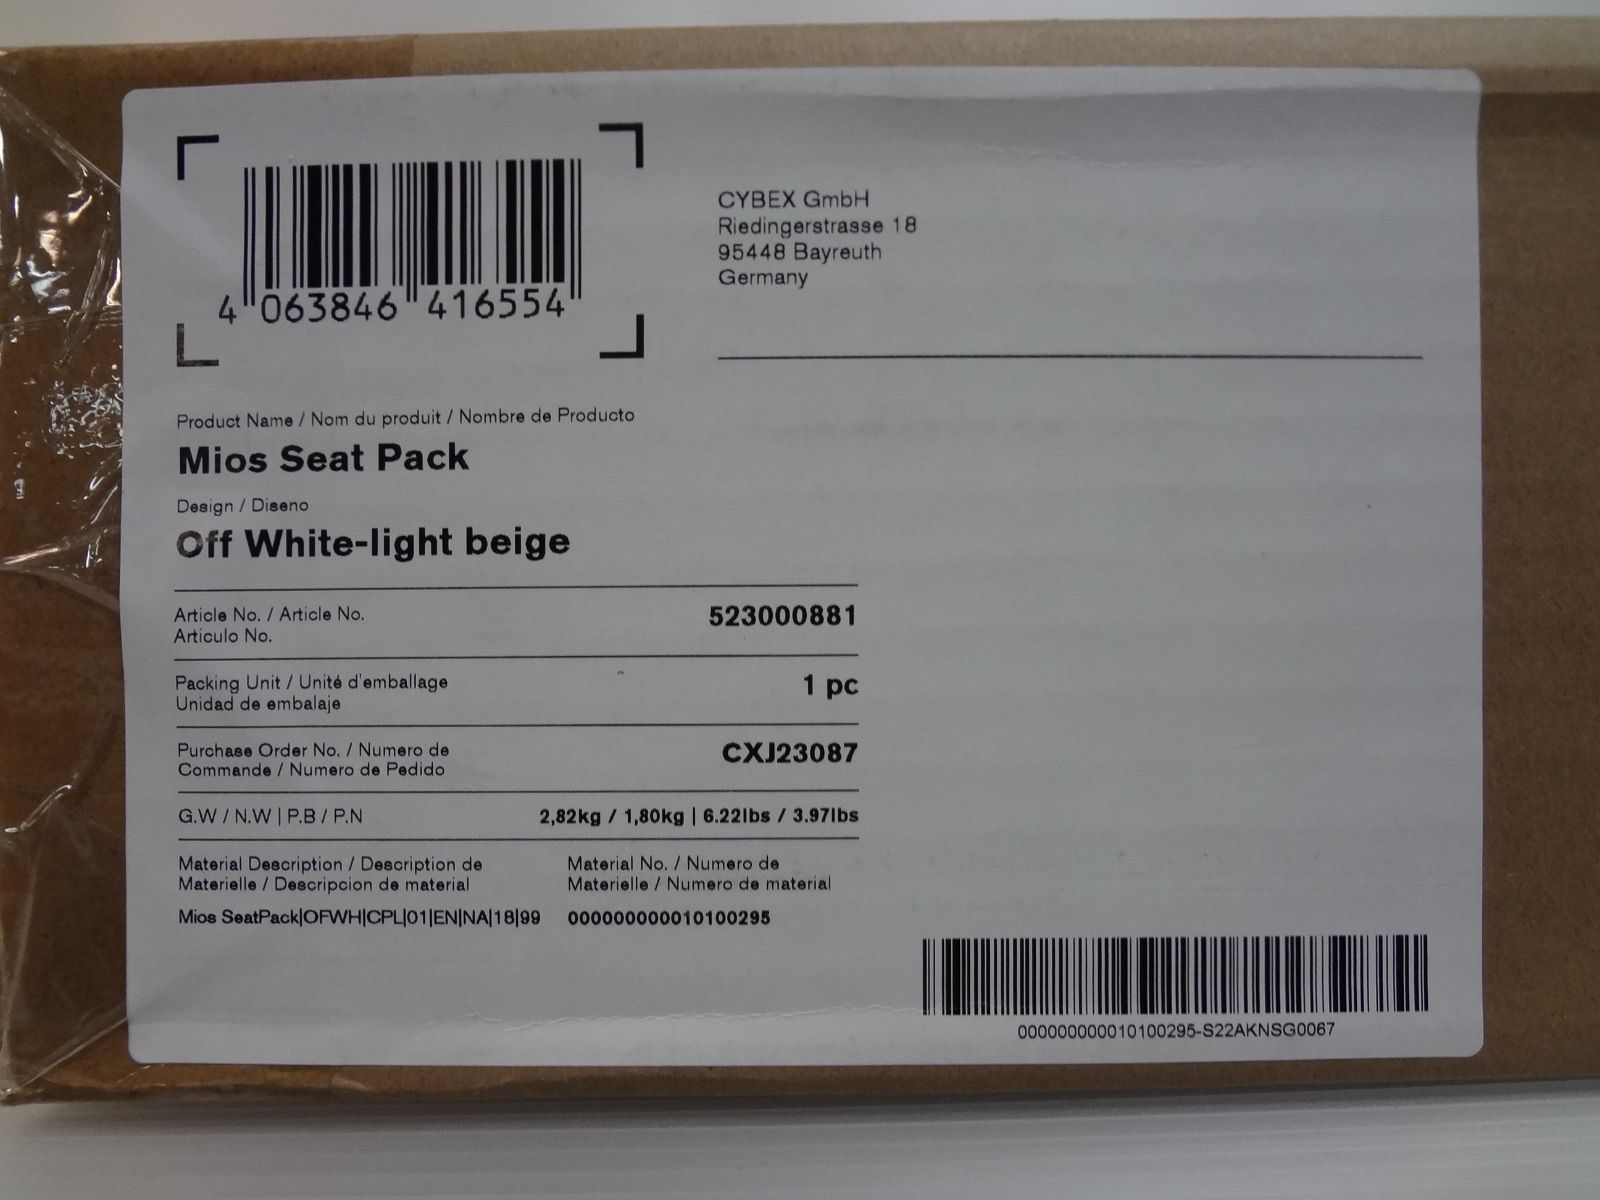 4 063846 416554
CYBEX GmbH
Riedingerstrasse 18
95448 Bayreuth
Germany
Product Name / Nom du produit / Nombre de Producto
Mios Seat Pack
Design / Diseno
Off White-light beige
Article No. / Article No.
Articulo No.
523000881
Packing Unit / Unité d'emballage
Unidad de embalaje
1 pc
Purchase Order No. / Numero de
Commande / Numero de Pedido
CXJ23087
G.W / N.W | P.B / P.N
2,82kg / 1,80kg | 6.22lbs / 3.97lbs
Material Description / Description de
Materielle / Descripcion de material
Mios SeatPack|OFWH|CPL|01|EN|NA|18|99
Material No. / Numero de
Materielle / Numero de material
000000000010100295
000000000010100295-S22AKNSG0067